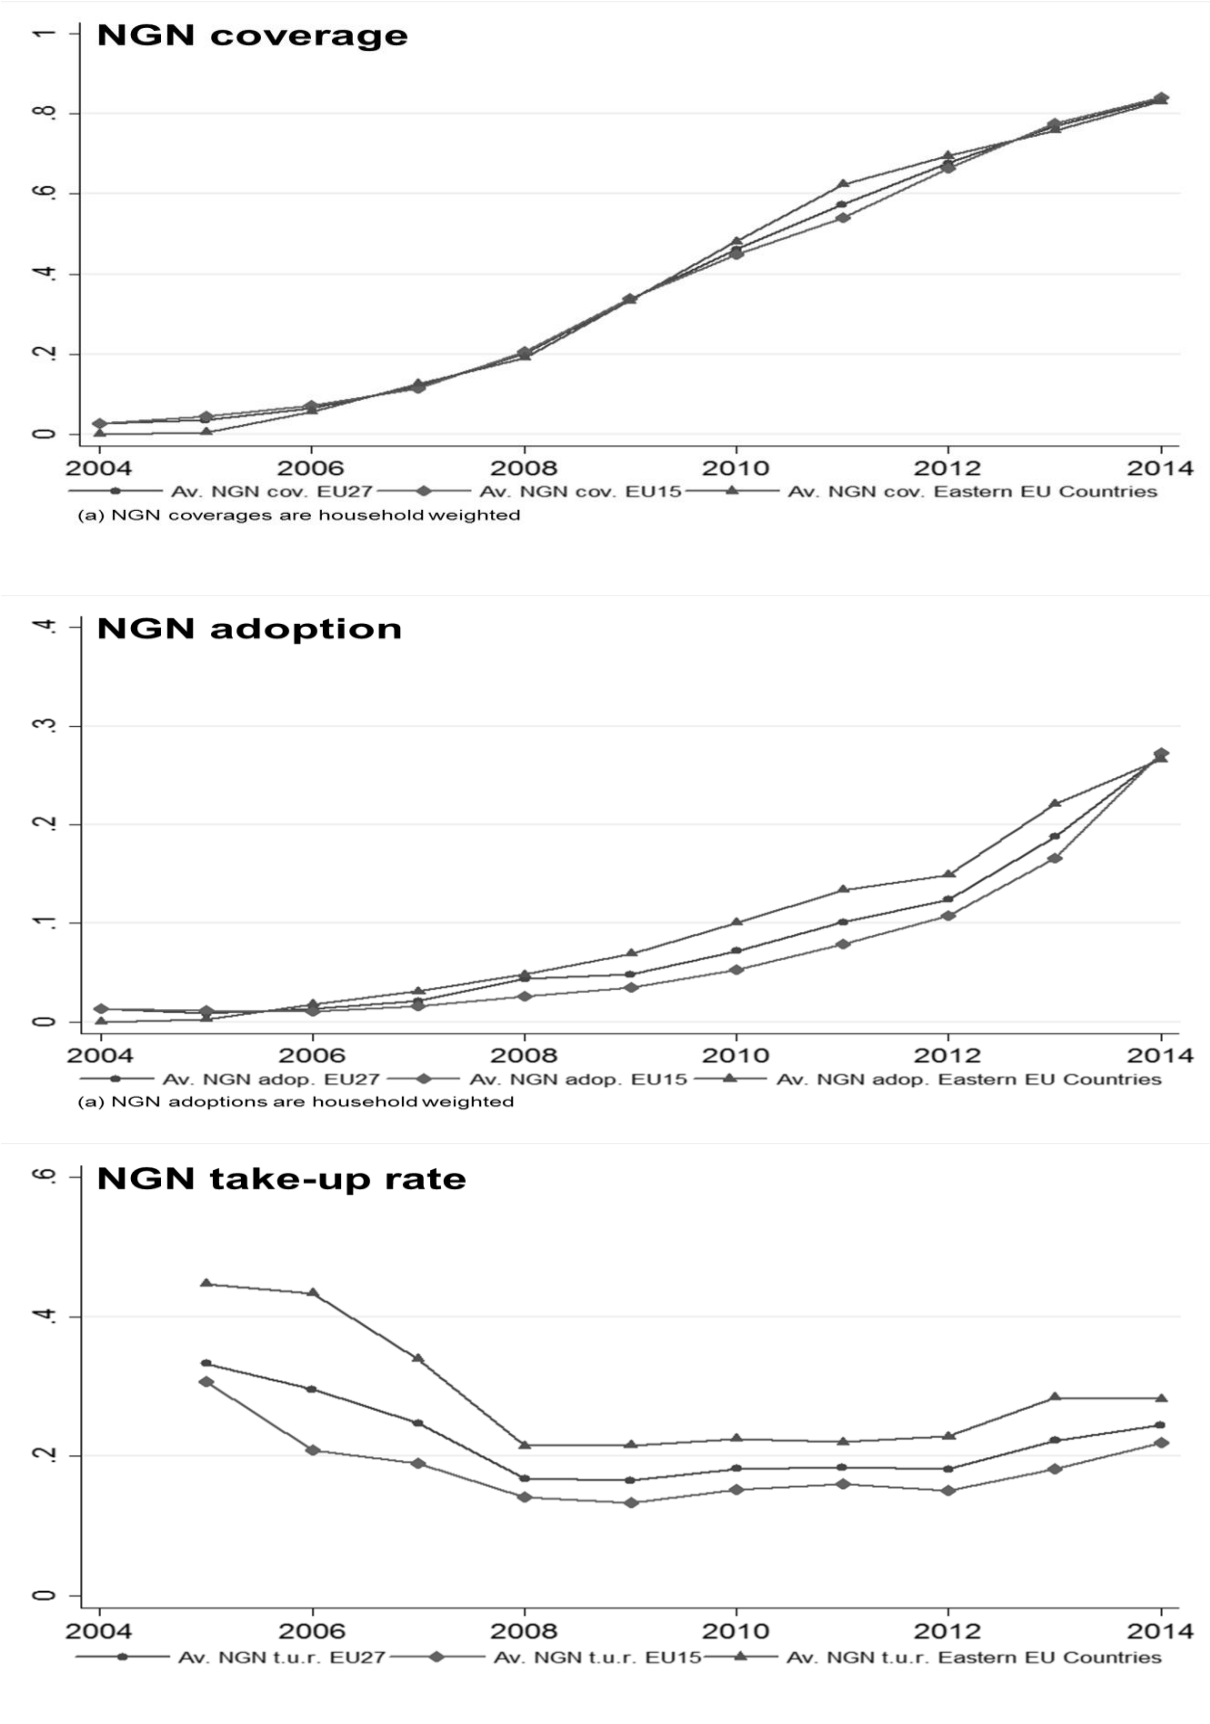 NGN coverage
1
.8
.6
.4
.2
0
2004 2006 2008 2010 2012 2014
Av. NGN cov. EU27 Av. NGN cov. EU15 Av. NGN cov. Eastern EU Countries
(a) NGN coverages are household weighted
NGN adoption
.4
.3
.2
.1
0
2004 2006 2008 2010 2012 2014
Av. NGN adop. EU27 Av. NGN adop. EU15 Av. NGN adop. Eastern EU Countries
(a) NGN adoptions are household weighted
NGN take-up rate
.6
.4
.2
0
2004 2006 2008 2010 2012 2014
Av. NGN t.u.r. EU27 Av. NGN t.u.r. EU15 Av. NGN t.u.r. Eastern EU Countries